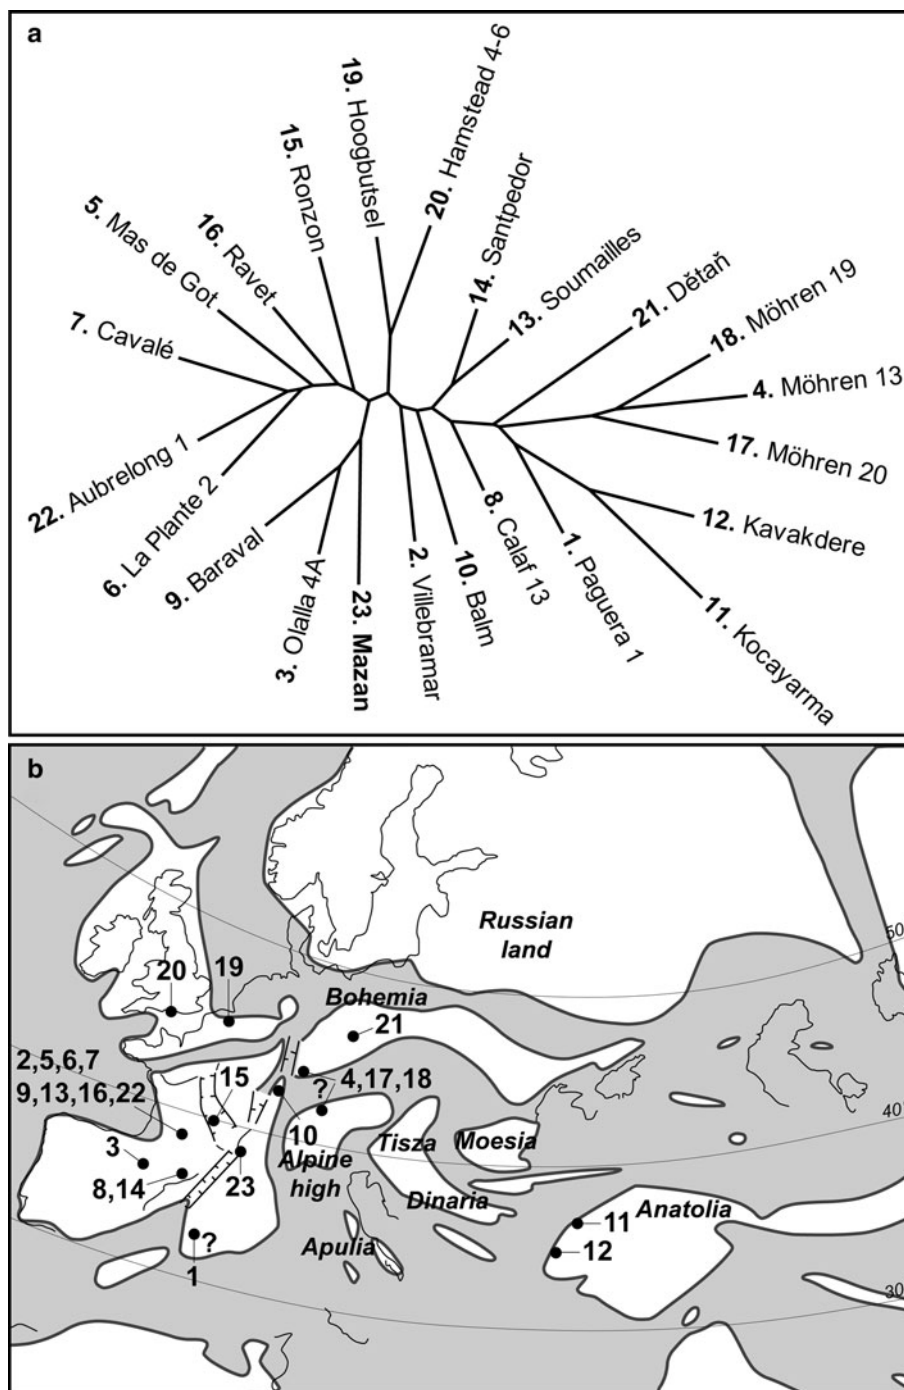 a
19. Hoogbutsel
20. Hamstead 4-6
15. Ronzon
14. Santpedor
5. Mas de Got
16. Ravet
13. Soumailles
21. Dětaň
18. Möhren 19
7. Cavalé
4. Möhren 13
17. Möhren 20
22. Aubrelong 1
6. La Plante 2
9. Baraval
3. Olalla 4A
23. Mazan
2. Villebramar
10. Balm
8. Calaf 13
1. Paguera 1
12. Kavakdere
11. Kocayarma
b
Russian
land
50
20
19
Bohemia
21
2,5,6,7
9,13,16,22
15
?
4,17,18
40
3
10
Tisza
Moesia
8,14
23
Alpine
high
Dinaria
Anatolia
11
?
Apulia
12
1
30